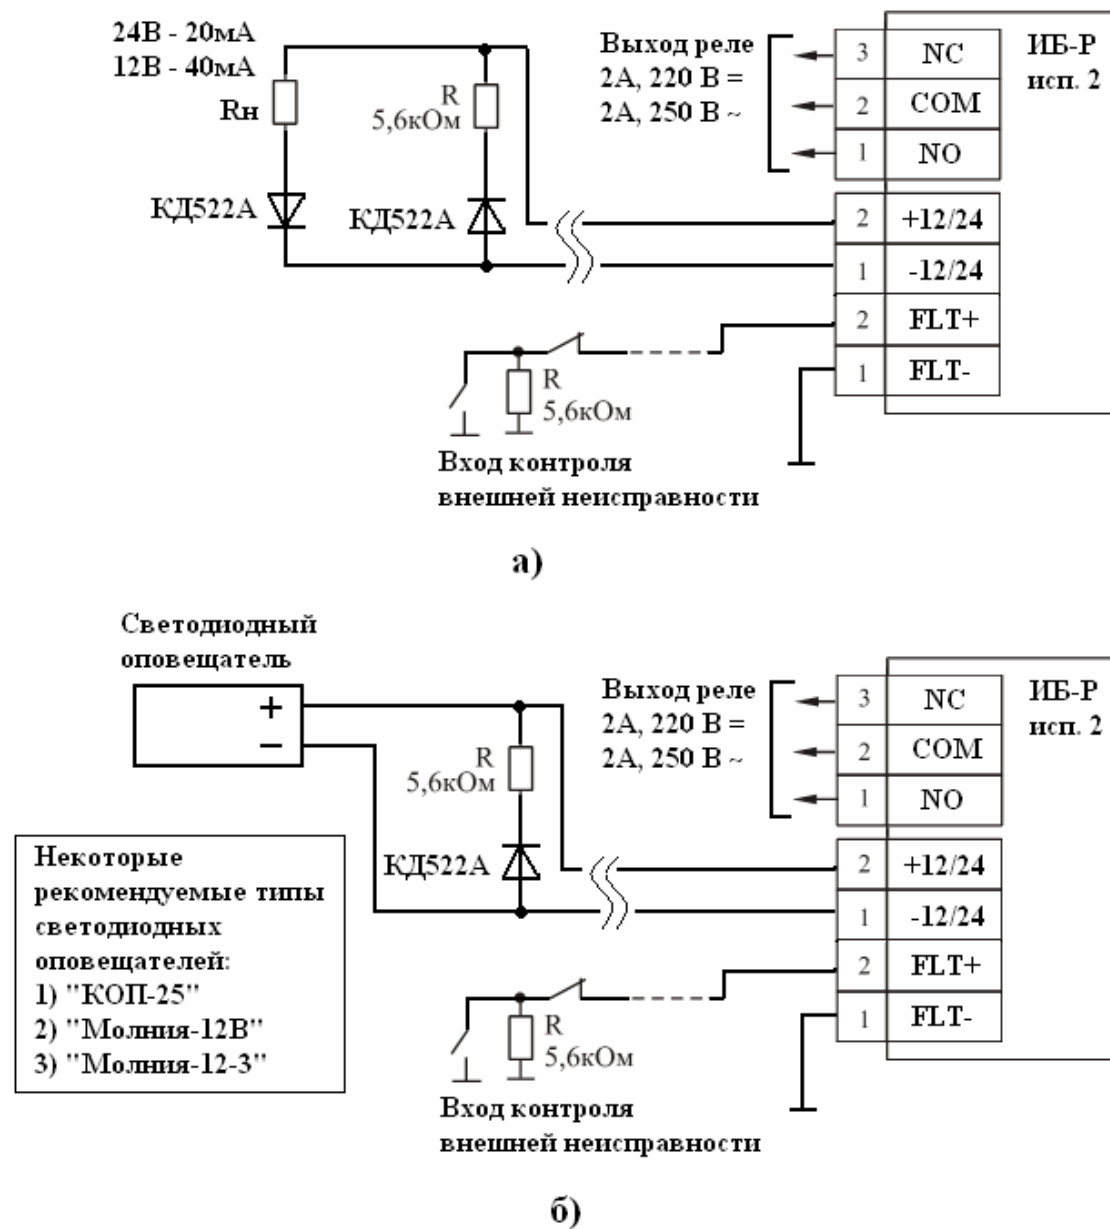 24В - 20мА
12В - 40мА
Rн
R
5,6кОм
КД522А
КД522А
Выход реле
2А, 220 В =
2А, 250 В ~
3 NC
2 COM
1 NO
ИБ-Р
исп. 2
2 +12/24
1 -12/24
2 FLT+
1 FLT-
R
5,6кОм
Вход контроля
внешней неисправности
а)
Светодиодный
оповещатель
+
−
R
5,6кОм
КД522А
Выход реле
2А, 220 В =
2А, 250 В ~
3 NC
2 COM
1 NO
ИБ-Р
исп. 2
2 +12/24
1 -12/24
2 FLT+
1 FLT-
Некоторые
рекомендуемые типы
светодиодных
оповещателей:
1) "КОП-25"
2) "Молния-12В"
3) "Молния-12-З"
R
5,6кОм
Вход контроля
внешней неисправности
б)